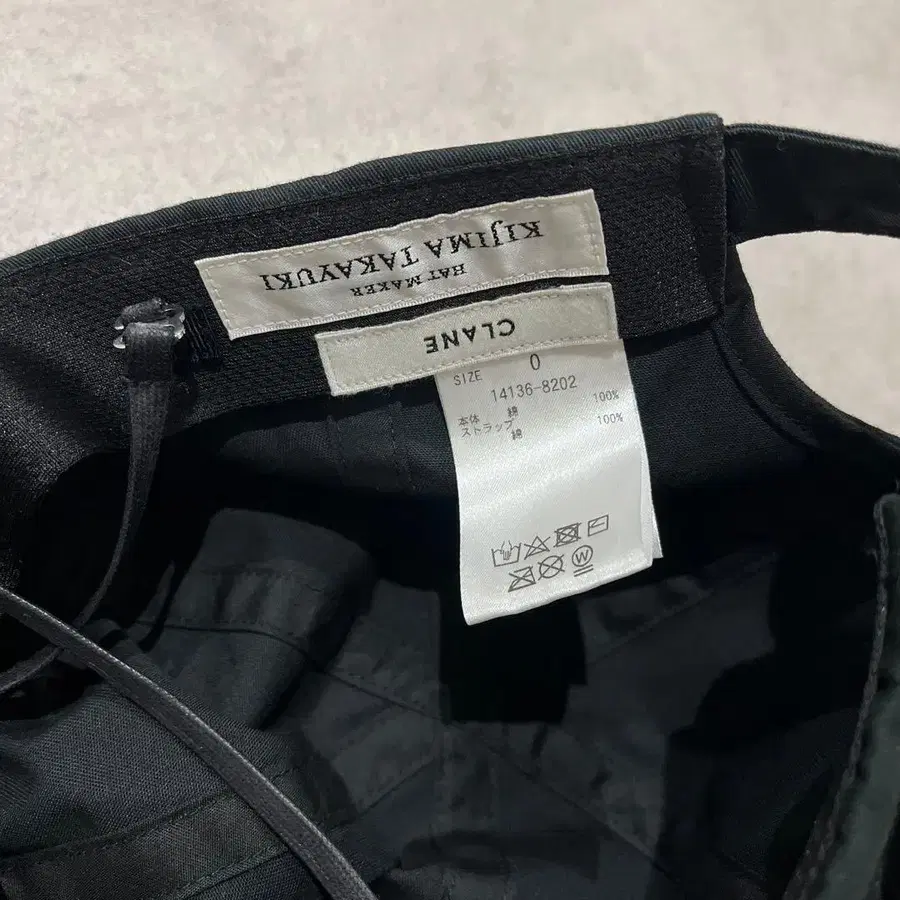 KIJIMA TAKAYUKI
HAT MAKER
CLANE
SIZE 0
14136-8202
本体 綿 100%
ストラップ 綿 100%
W